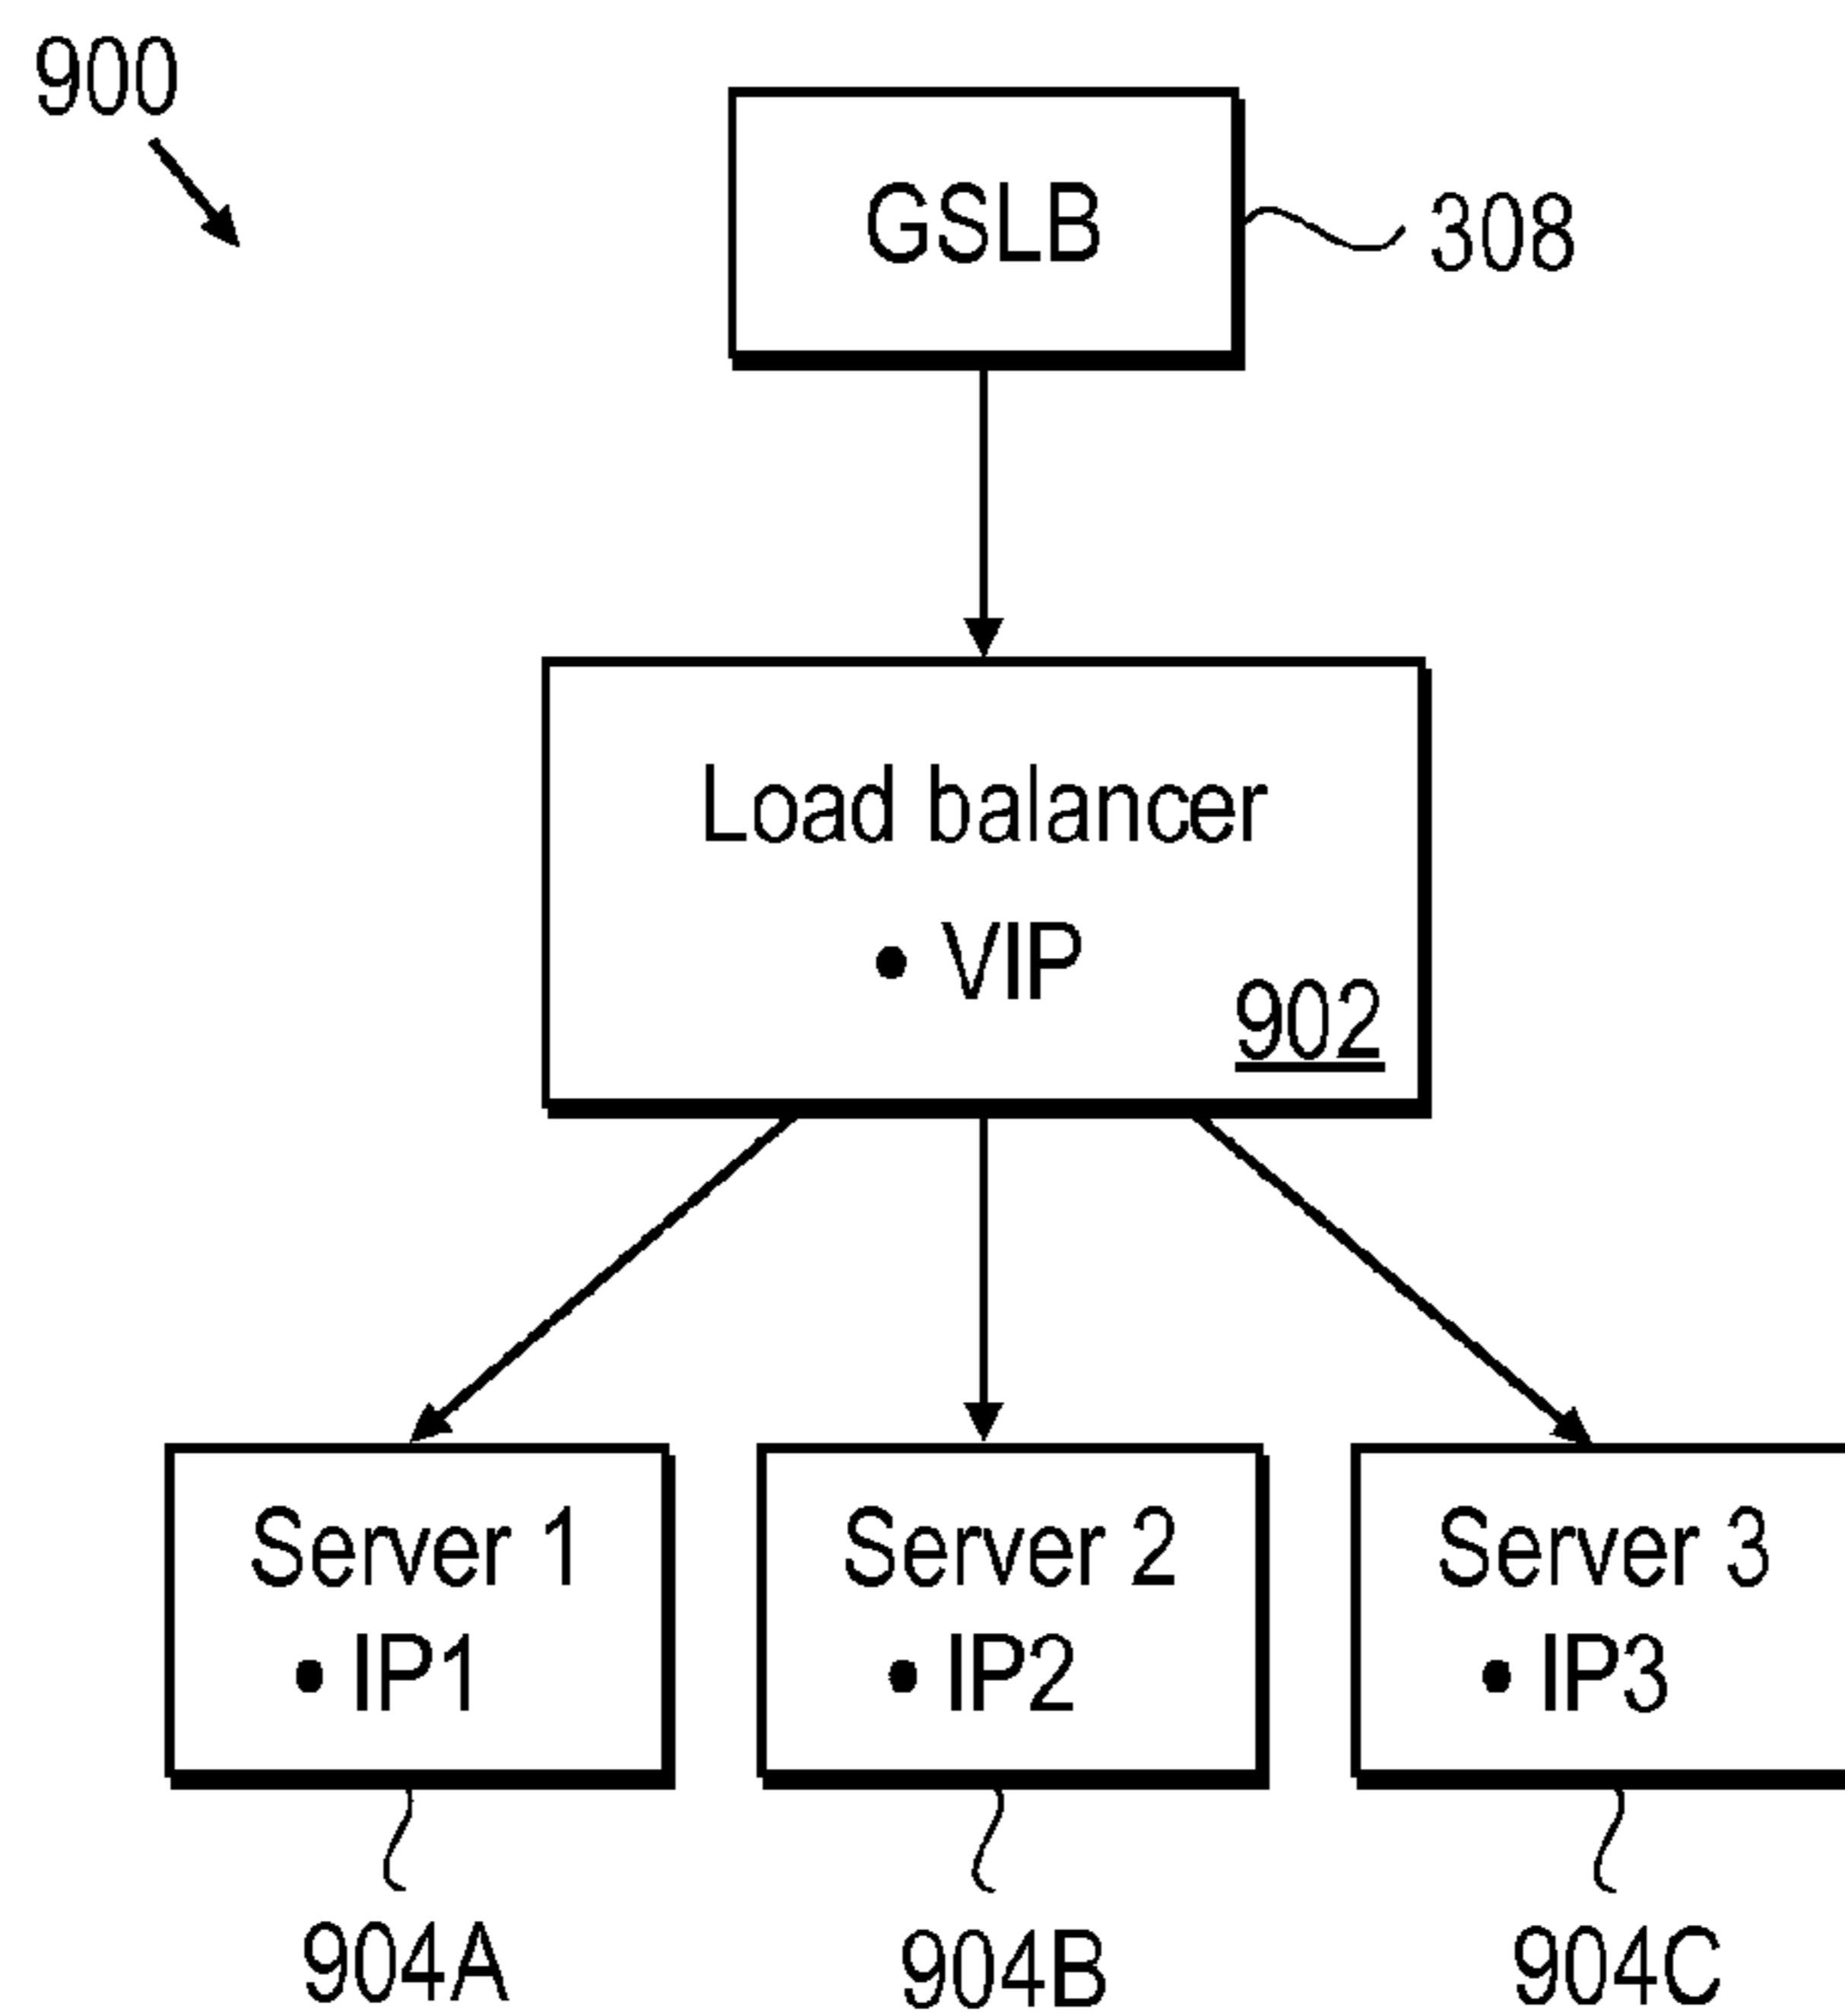 900
GSLB
308
Load balancer
• VIP
902
Server 1
• IP1
Server 2
• IP2
Server 3
• IP3
904A
904B
904C